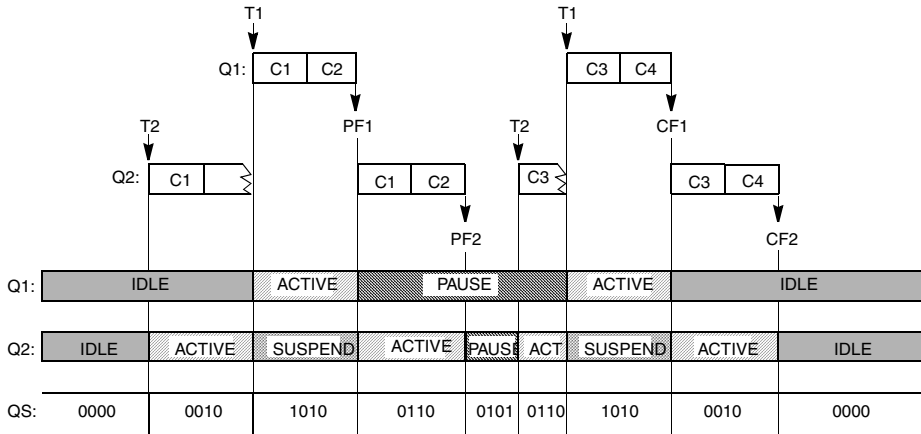 T1 T1
Q1: C1 C2 C3 C4
T2 PF1 T2 CF1
Q2: C1 C1 C2 C3 C3 C4
PF2 CF2
Q1: IDLE ACTIVE PAUSE ACTIVE IDLE
Q2: IDLE ACTIVE SUSPEND ACTIVE PAUSE ACT SUSPEND ACTIVE IDLE
QS: 0000 0010 1010 0110 0101 0110 1010 0010 0000